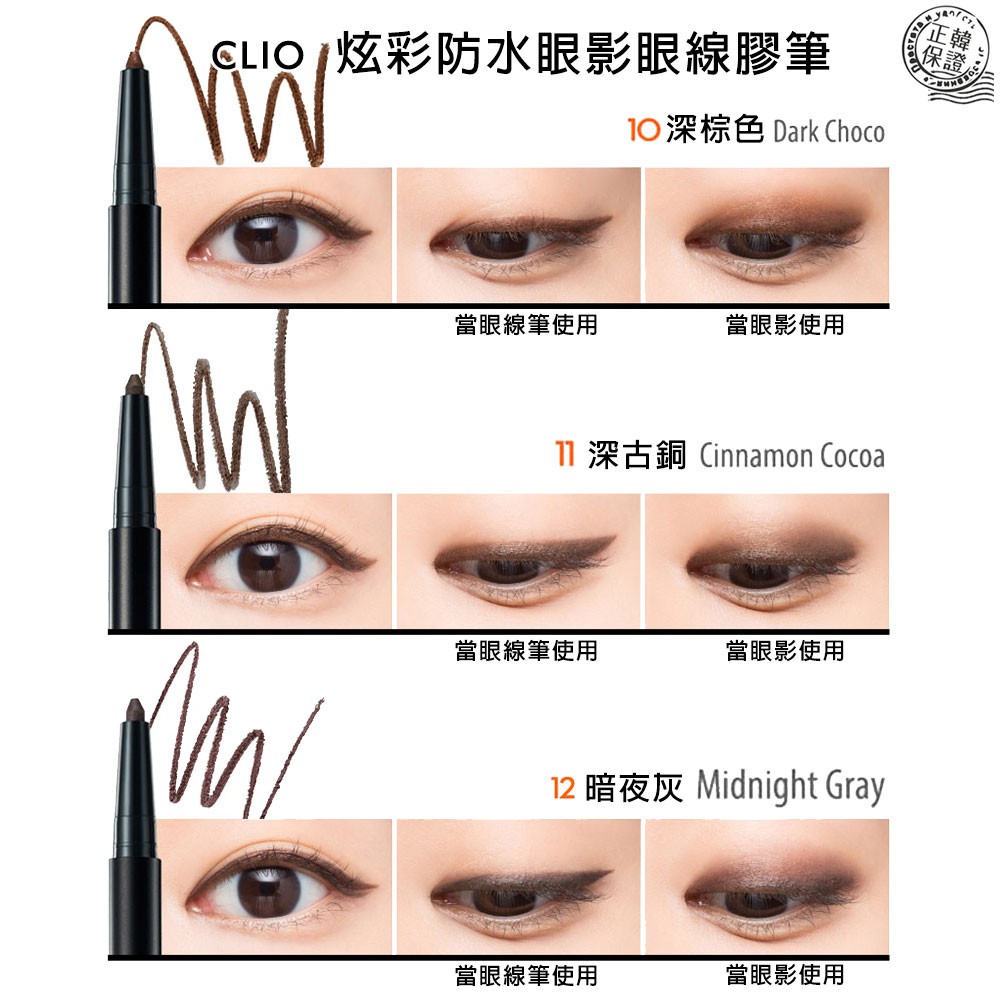 CLIO 炫彩防水眼影眼線膠筆
正韓
保證
10 深棕色 Dark Choco
當眼線筆使用 當眼影使用
11 深古銅 Cinnamon Cocoa
當眼線筆使用 當眼影使用
12 暗夜灰 Midnight Gray
當眼線筆使用 當眼影使用